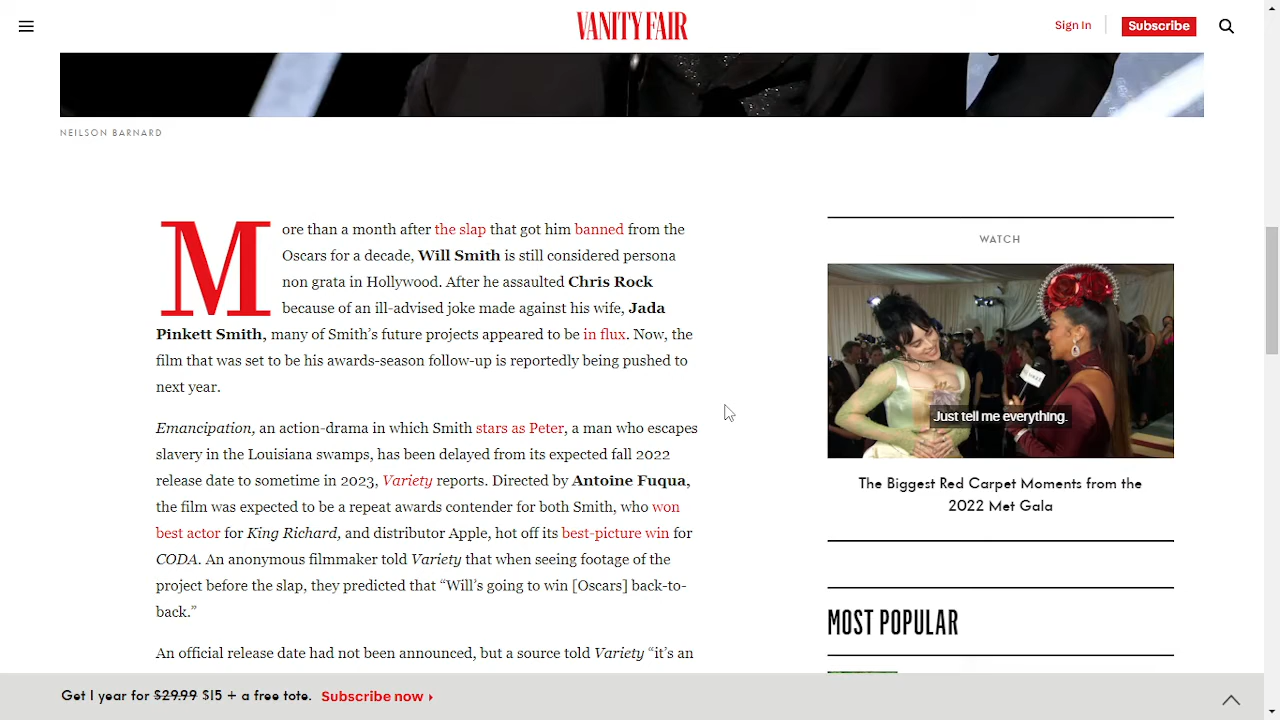 VANITY FAIR
Sign In
Subscribe
NEILSON BARNARD
More than a month after the slap that got him banned from the
Oscars for a decade, Will Smith is still considered persona
non grata in Hollywood. After he assaulted Chris Rock
because of an ill-advised joke made against his wife, Jada
Pinkett Smith, many of Smith's future projects appeared to be in flux. Now, the
film that was set to be his awards-season follow-up is reportedly being pushed to
next year.
Emancipation, an action-drama in which Smith stars as Peter, a man who escapes
slavery in the Louisiana swamps, has been delayed from its expected fall 2022
release date to sometime in 2023, Variety reports. Directed by Antoine Fuqua,
the film was expected to be a repeat awards contender for both Smith, who won
best actor for King Richard, and distributor Apple, hot off its best-picture win for
CODA. An anonymous filmmaker told Variety that when seeing footage of the
project before the slap, they predicted that “Will's going to win [Oscars] back-to-
back.”
An official release date had not been announced, but a source told Variety “it's an
WATCH
Just tell me everything.
The Biggest Red Carpet Moments from the
2022 Met Gala
MOST POPULAR
Get 1 year for $29.99 $15 + a free tote. Subscribe now